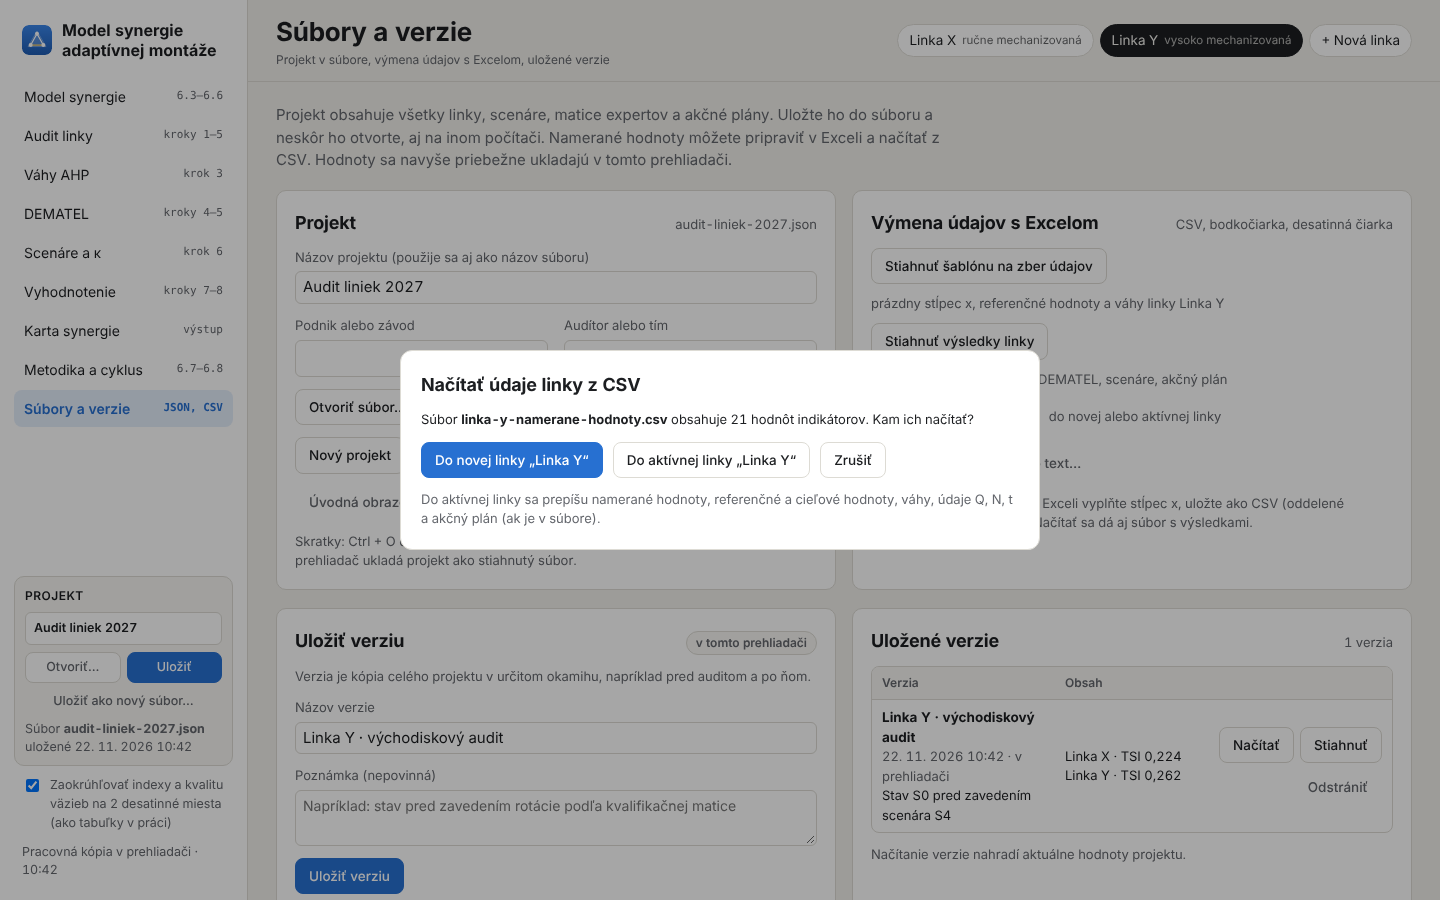 Model synergie
adaptívnej montáže
Model synergie 6.3–6.6
Audit linky kroky 1–5
Váhy AHP krok 3
DEMATEL kroky 4–5
Scenáre a κ krok 6
Vyhodnotenie kroky 7–8
Karta synergie výstup
Metodika a cyklus 6.7–6.8
Súbory a verzie JSON, CSV
PROJEKT
Audit liniek 2027
Otvoriť… Uložiť
Uložiť ako nový súbor…
Súbor audit-liniek-2027.json
uložené 22. 11. 2026 10:42
Zaokrúhľovať indexy a kvalitu
väzieb na 2 desatinné miesta
(ako tabuľky v práci)
Pracovná kópia v prehliadači ·
10:42
Súbory a verzie
Projekt v súbore, výmena údajov s Excelom, uložené verzie
Linka X ručne mechanizovaná
Linka Y vysoko mechanizovaná
+ Nová linka
Projekt obsahuje všetky linky, scenáre, matice expertov a akčné plány. Uložte ho do súboru a
neskôr ho otvorte, aj na inom počítači. Namerané hodnoty môžete pripraviť v Exceli a načítať z
CSV. Hodnoty sa navyše priebežne ukladajú v tomto prehliadači.
Projekt audit-liniek-2027.json
Názov projektu (použije sa aj ako názov súboru)
Audit liniek 2027
Podnik alebo závod Audítor alebo tím
Otvoriť súbor…
Nový projekt
Úvodná obraz
Skratky: Ctrl + O
prehliadač ukladá projekt ako stiahnutý súbor.
Výmena údajov s Excelom CSV, bodkočiarka, desatinná čiarka
Stiahnuť šablónu na zber údajov
prázdny stĺpec x, referenčné hodnoty a váhy linky Linka Y
Stiahnuť výsledky linky
DEMATEL, scenáre, akčný plán
do novej alebo aktívnej linky
text…
Exceli vyplňte stĺpec x, uložte ako CSV (oddelené
Načítať sa dá aj súbor s výsledkami.
Načítať údaje linky z CSV
Súbor linka-y-namerane-hodnoty.csv obsahuje 21 hodnôt indikátorov. Kam ich načítať?
Do novej linky „Linka Y“ Do aktívnej linky „Linka Y“ Zrušiť
Do aktívnej linky sa prepíšu namerané hodnoty, referenčné a cieľové hodnoty, váhy, údaje Q, N, t
a akčný plán (ak je v súbore).
Uložiť verziu v tomto prehliadači
Verzia je kópia celého projektu v určitom okamihu, napríklad pred auditom a po ňom.
Názov verzie
Linka Y · východiskový audit
Poznámka (nepovinná)
Napríklad: stav pred zavedením rotácie podľa kvalifikačnej matice
Uložiť verziu
Uložené verzie 1 verzia
Verzia Obsah
Linka Y · východiskový
audit
22. 11. 2026 10:42 · v
prehliadači
Stav S0 pred zavedením
scenára S4
Linka X · TSI 0,224
Linka Y · TSI 0,262
Načítať Stiahnuť
Odstrániť
Načítanie verzie nahradí aktuálne hodnoty projektu.